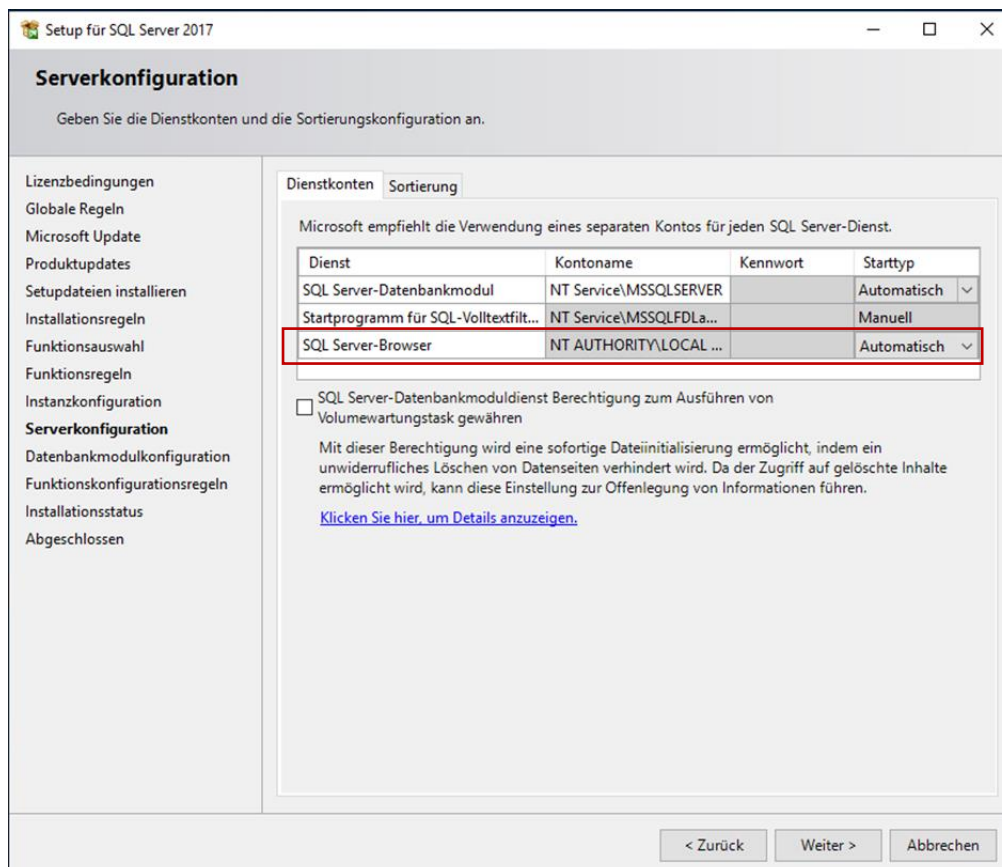 Setup für SQL Server 2017
Serverkonfiguration
Geben Sie die Dienstkonten und die Sortierungskonfiguration an.
Lizenzbedingungen
Globale Regeln
Microsoft Update
Produktupdates
Setupdateien installieren
Installationsregeln
Funktionsauswahl
Funktionsregeln
Instanzkonfiguration
Serverkonfiguration
Datenbankmodulkonfiguration
Funktionskonfigurationsregeln
Installationsstatus
Abgeschlossen
Dienstkonten Sortierung
Microsoft empfiehlt die Verwendung eines separaten Kontos für jeden SQL Server-Dienst.
Dienst Kontoname Kennwort Starttyp
SQL Server-Datenbankmodul NT Service\MSSQLSERVER Automatisch
Startprogramm für SQL-Volltextfilt... NT Service\MSSQLFDLa... Manuell
SQL Server-Browser NT AUTHORITY\LOCAL ... Automatisch
SQL Server-Datenbankmoduldienst Berechtigung zum Ausführen von
Volumewartungstask gewähren
Mit dieser Berechtigung wird eine sofortige Dateiinitialisierung ermöglicht, indem ein
unwiderrufliches Löschen von Datenseiten verhindert wird. Da der Zugriff auf gelöschte Inhalte
ermöglicht wird, kann diese Einstellung zur Offenlegung von Informationen führen.
Klicken Sie hier, um Details anzuzeigen.
< Zurück Weiter > Abbrechen